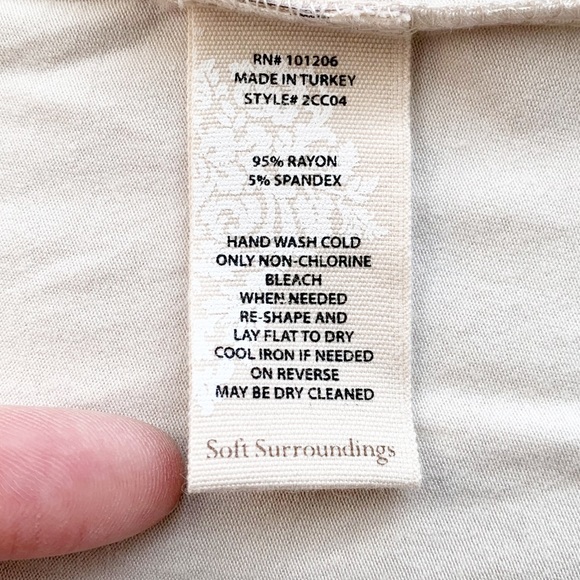 RN# 101206
MADE IN TURKEY
STYLE# 2CC04
95% RAYON
5% SPANDEX
HAND WASH COLD
ONLY NON-CHLORINE
BLEACH
WHEN NEEDED
RE-SHAPE AND
LAY FLAT TO DRY
COOL IRON IF NEEDED
ON REVERSE
MAY BE DRY CLEANED
Soft Surroundings